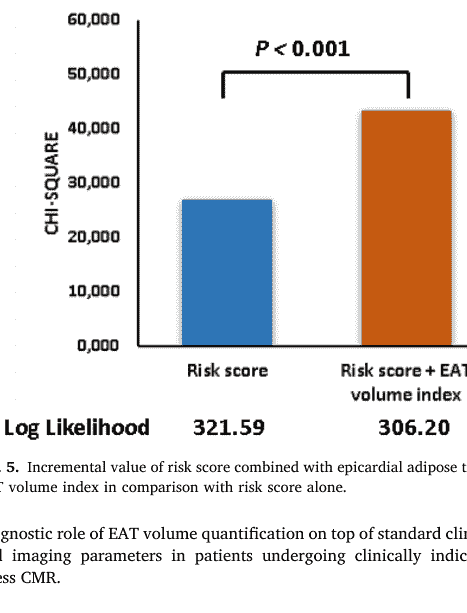 60,000
P < 0.001
50,000
40,000
30,000
20,000
10,000
0,000
CHI-SQUARE
Risk score
Risk score + EAT
volume index
Log Likelihood 321.59 306.20
. 5. Incremental value of risk score combined with epicardial adipose t
T volume index in comparison with risk score alone.
gnostic role of EAT volume quantification on top of standard clin
l imaging parameters in patients undergoing clinically indic
ess CMR.